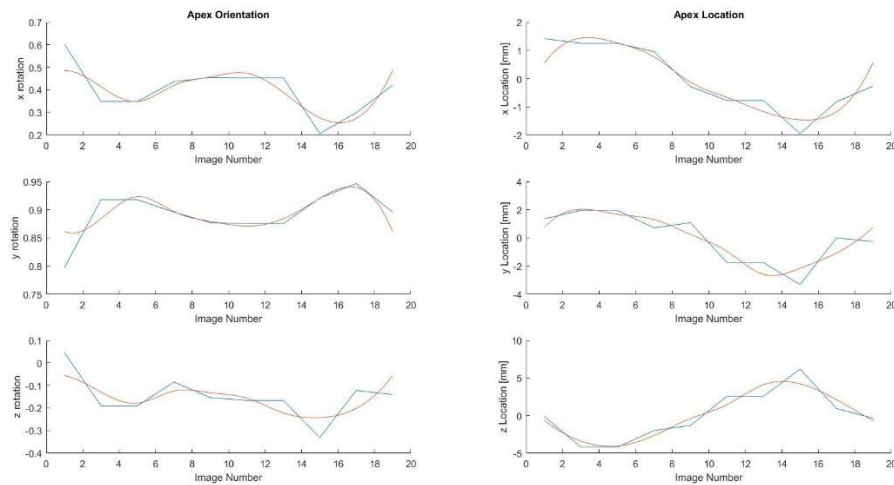 Apex Orientation
0.7
0.6
0.5
0.4
0.3
0.2
x rotation
0 2 4 6 8 10 12 14 16 18 20
Image Number
0.95
0.9
0.85
0.8
0.75
y rotation
0 2 4 6 8 10 12 14 16 18 20
Image Number
0.1
0
-0.1
-0.2
-0.3
-0.4
z rotation
0 2 4 6 8 10 12 14 16 18 20
Image Number
Apex Location
2
1
0
-1
-2
x Location [mm]
0 2 4 6 8 10 12 14 16 18 20
Image Number
4
2
0
-2
-4
y Location [mm]
0 2 4 6 8 10 12 14 16 18 20
Image Number
10
5
0
-5
z Location [mm]
0 2 4 6 8 10 12 14 16 18 20
Image Number